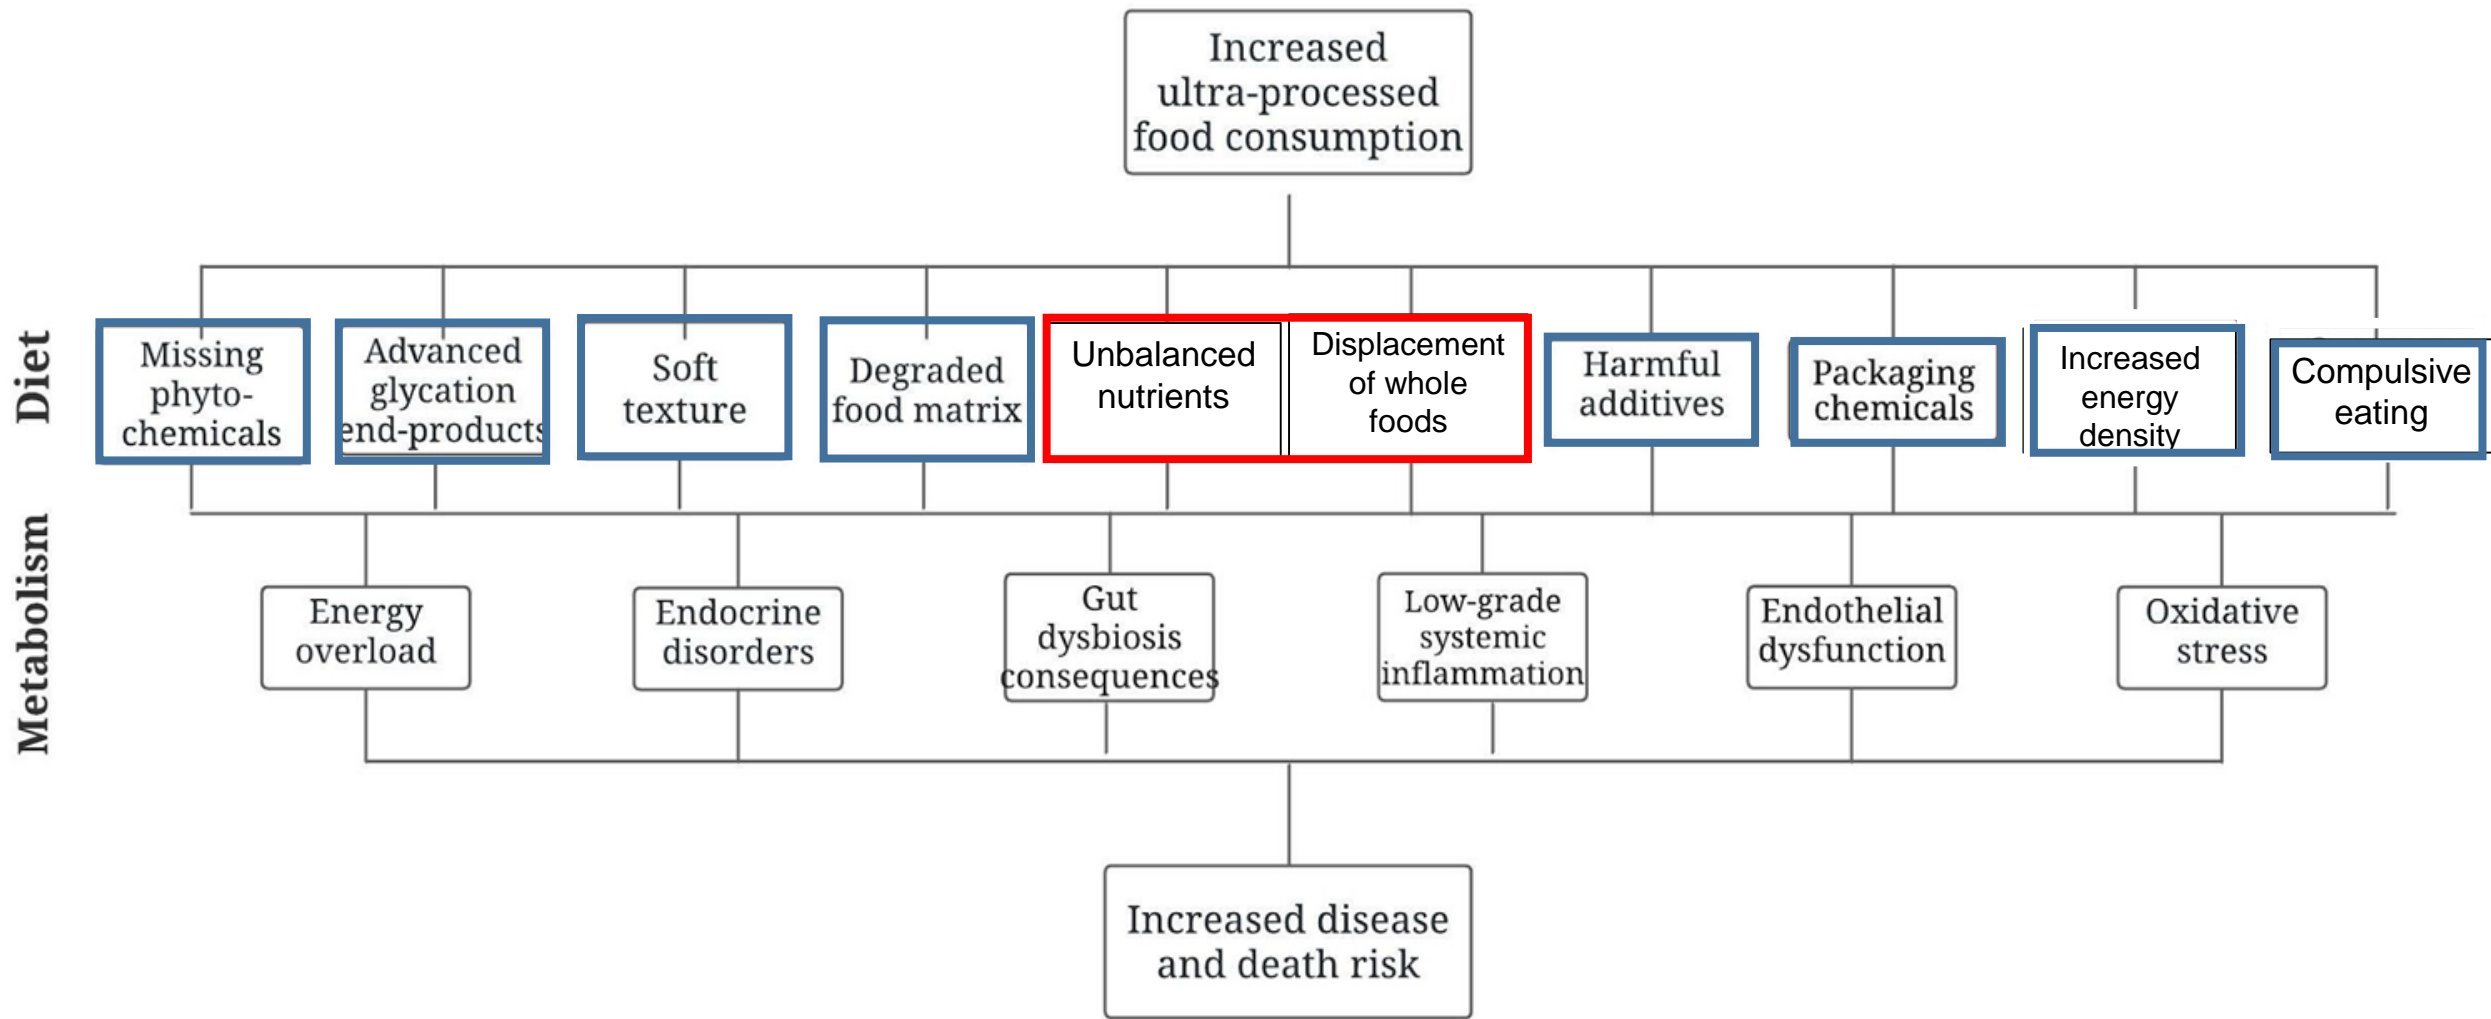 Increased
ultra-processed
food consumption
Diet
Missing
phyto-
chemicals
Advanced
glycation
end-products
Soft
texture
Degraded
food matrix
Unbalanced
nutrients
Displacement
of whole
foods
Harmful
additives
Packaging
chemicals
Increased
energy
density
Compulsive
eating
Metabolism
Energy
overload
Endocrine
disorders
Gut
dysbiosis
consequences
Low-grade
systemic
inflammation
Endothelial
dysfunction
Oxidative
stress
Increased disease
and death risk